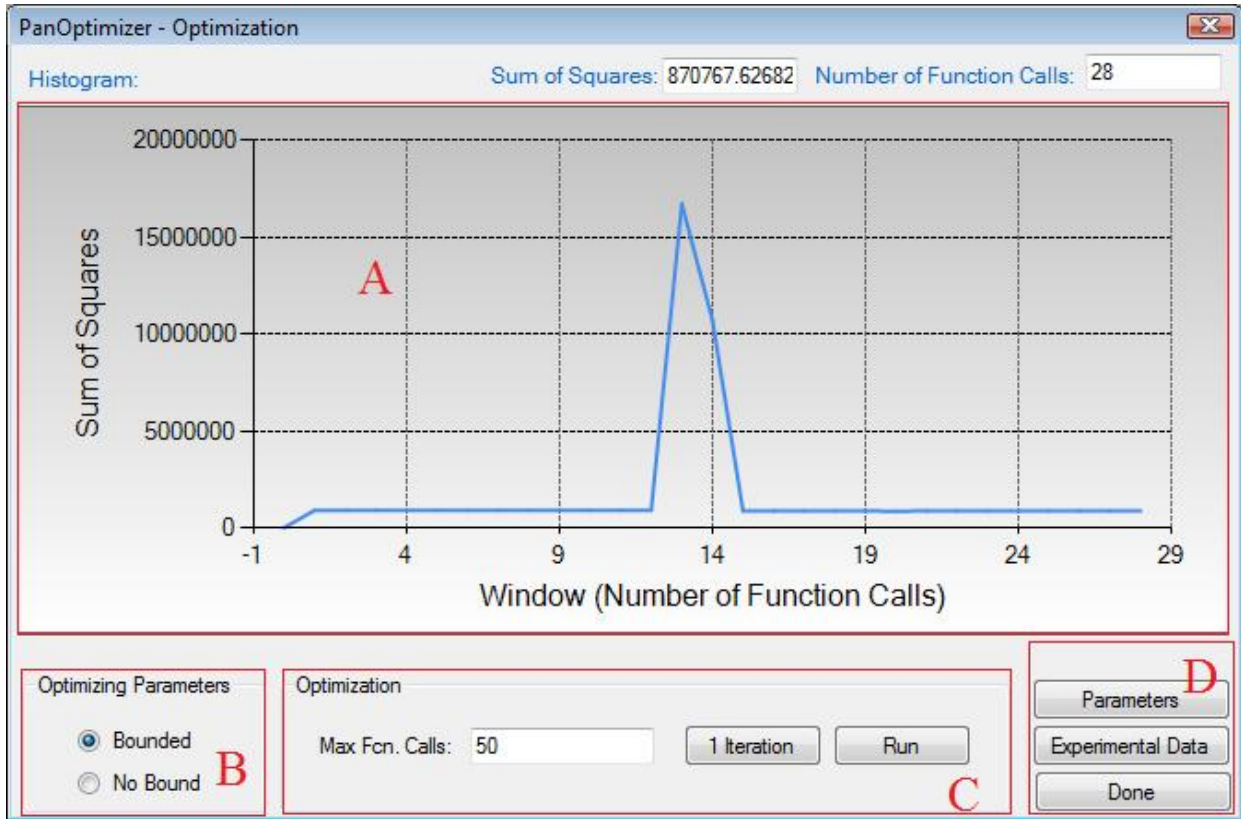 PanOptimizer - Optimization
Histogram: Sum of Squares: 870767.62682 Number of Function Calls: 28
20000000
15000000
10000000
5000000
0
Sum of Squares
A
-1 4 9 14 19 24 29
Window (Number of Function Calls)
Optimizing Parameters
Bounded
No Bound
B
Optimization
Max Fcn. Calls: 50 1 Iteration Run
C
D
Parameters
Experimental Data
Done